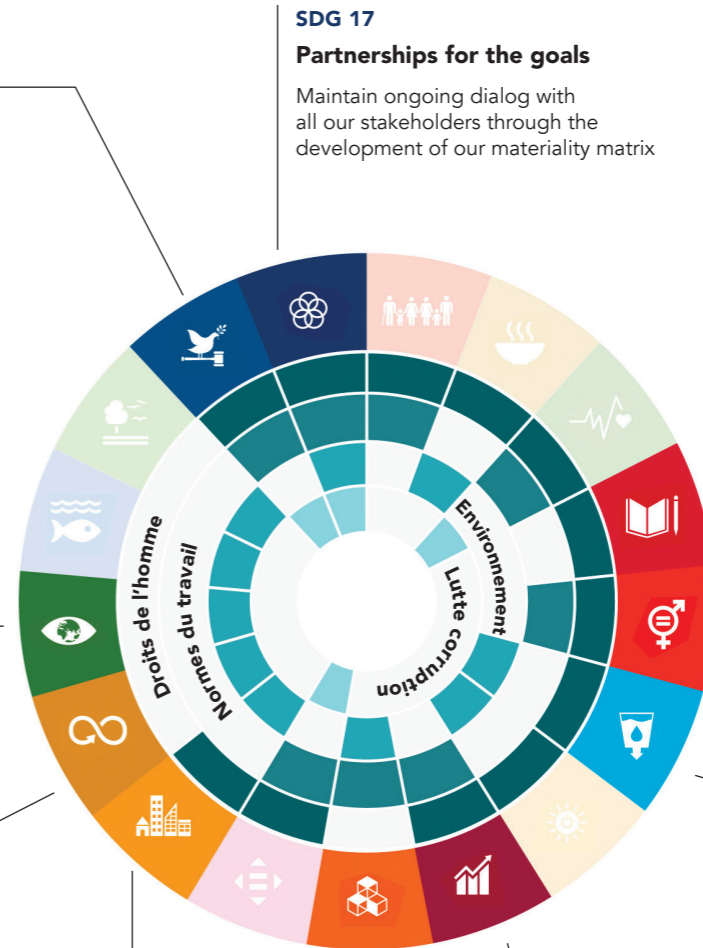 SDG 17
Partnerships for the goals
Maintain ongoing dialog with
all our stakeholders through the
development of our materiality matrix
Droits de l'homme
Normes du travail
Environnement
Lutte corruption